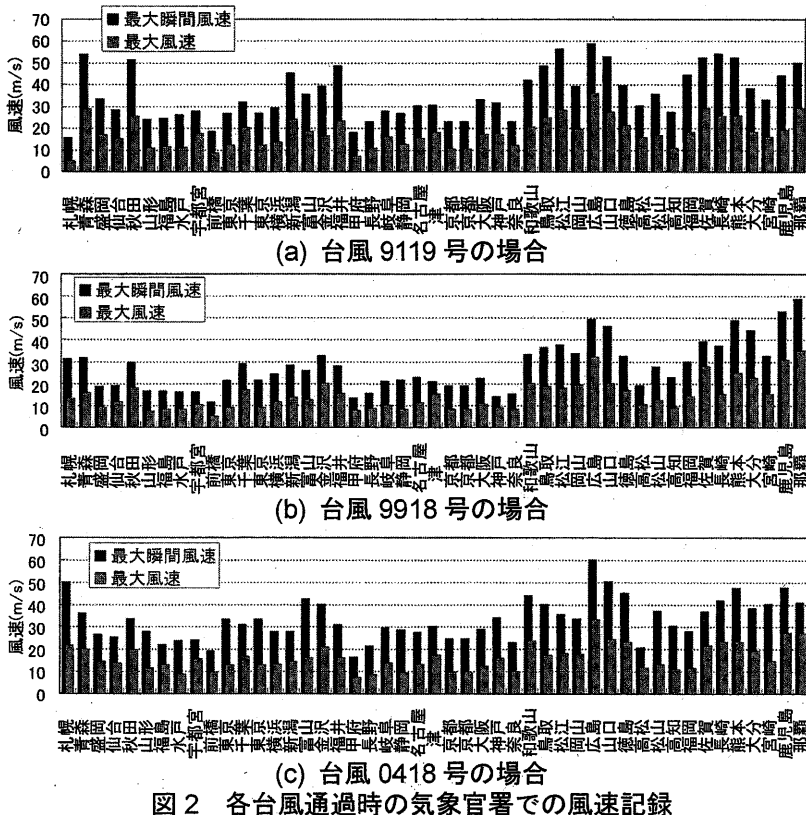 最大瞬間風速
最大風速
風速(m/s)
70
60
50
40
30
20
10
0
札幌 青森 盛岡 仙台 秋田 山形 福島 水戸 宇都宮 前橋 東京 千葉 東京 横浜 新潟 富山 金沢 福井 甲府 長野 岐阜 静岡 名古屋 津 京都 京都 大阪 神戸 奈良 和歌山 鳥取 松江 岡山 広島 山口 徳島 高松 松山 高知 福岡 佐賀 長崎 熊本 大分 宮崎 鹿児島 那覇
(a) 台風 9119 号の場合
最大瞬間風速
最大風速
風速(m/s)
70
60
50
40
30
20
10
0
札幌 青森 盛岡 仙台 秋田 山形 福島 水戸 宇都宮 前橋 東京 千葉 東京 横浜 新潟 富山 金沢 福井 甲府 長野 岐阜 静岡 名古屋 津 京都 京都 大阪 神戸 奈良 和歌山 鳥取 松江 岡山 広島 山口 徳島 高松 松山 高知 福岡 佐賀 長崎 熊本 大分 宮崎 鹿児島 那覇
(b) 台風 9918 号の場合
最大瞬間風速
最大風速
風速(m/s)
70
60
50
40
30
20
10
0
札幌 青森 盛岡 仙台 秋田 山形 福島 水戸 宇都宮 前橋 東京 千葉 東京 横浜 新潟 富山 金沢 福井 甲府 長野 岐阜 静岡 名古屋 津 京都 京都 大阪 神戸 奈良 和歌山 鳥取 松江 岡山 広島 山口 徳島 高松 松山 高知 福岡 佐賀 長崎 熊本 大分 宮崎 鹿児島 那覇
(c) 台風 0418 号の場合
図 2 各台風通過時の気象官署での風速記録